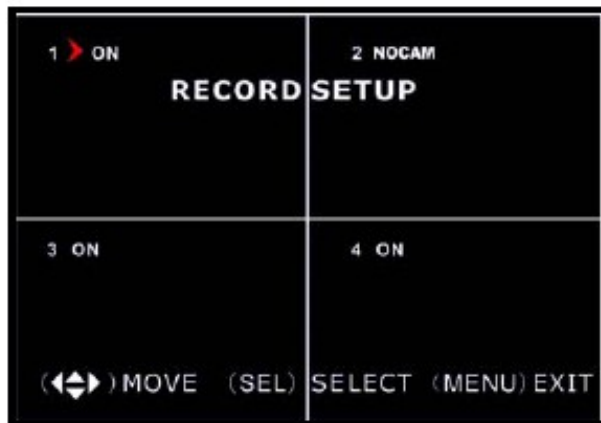 1 ON
2 NOCAM
RECORD SETUP
3 ON
4 ON
( ) MOVE (SEL) SELECT (MENU) EXIT